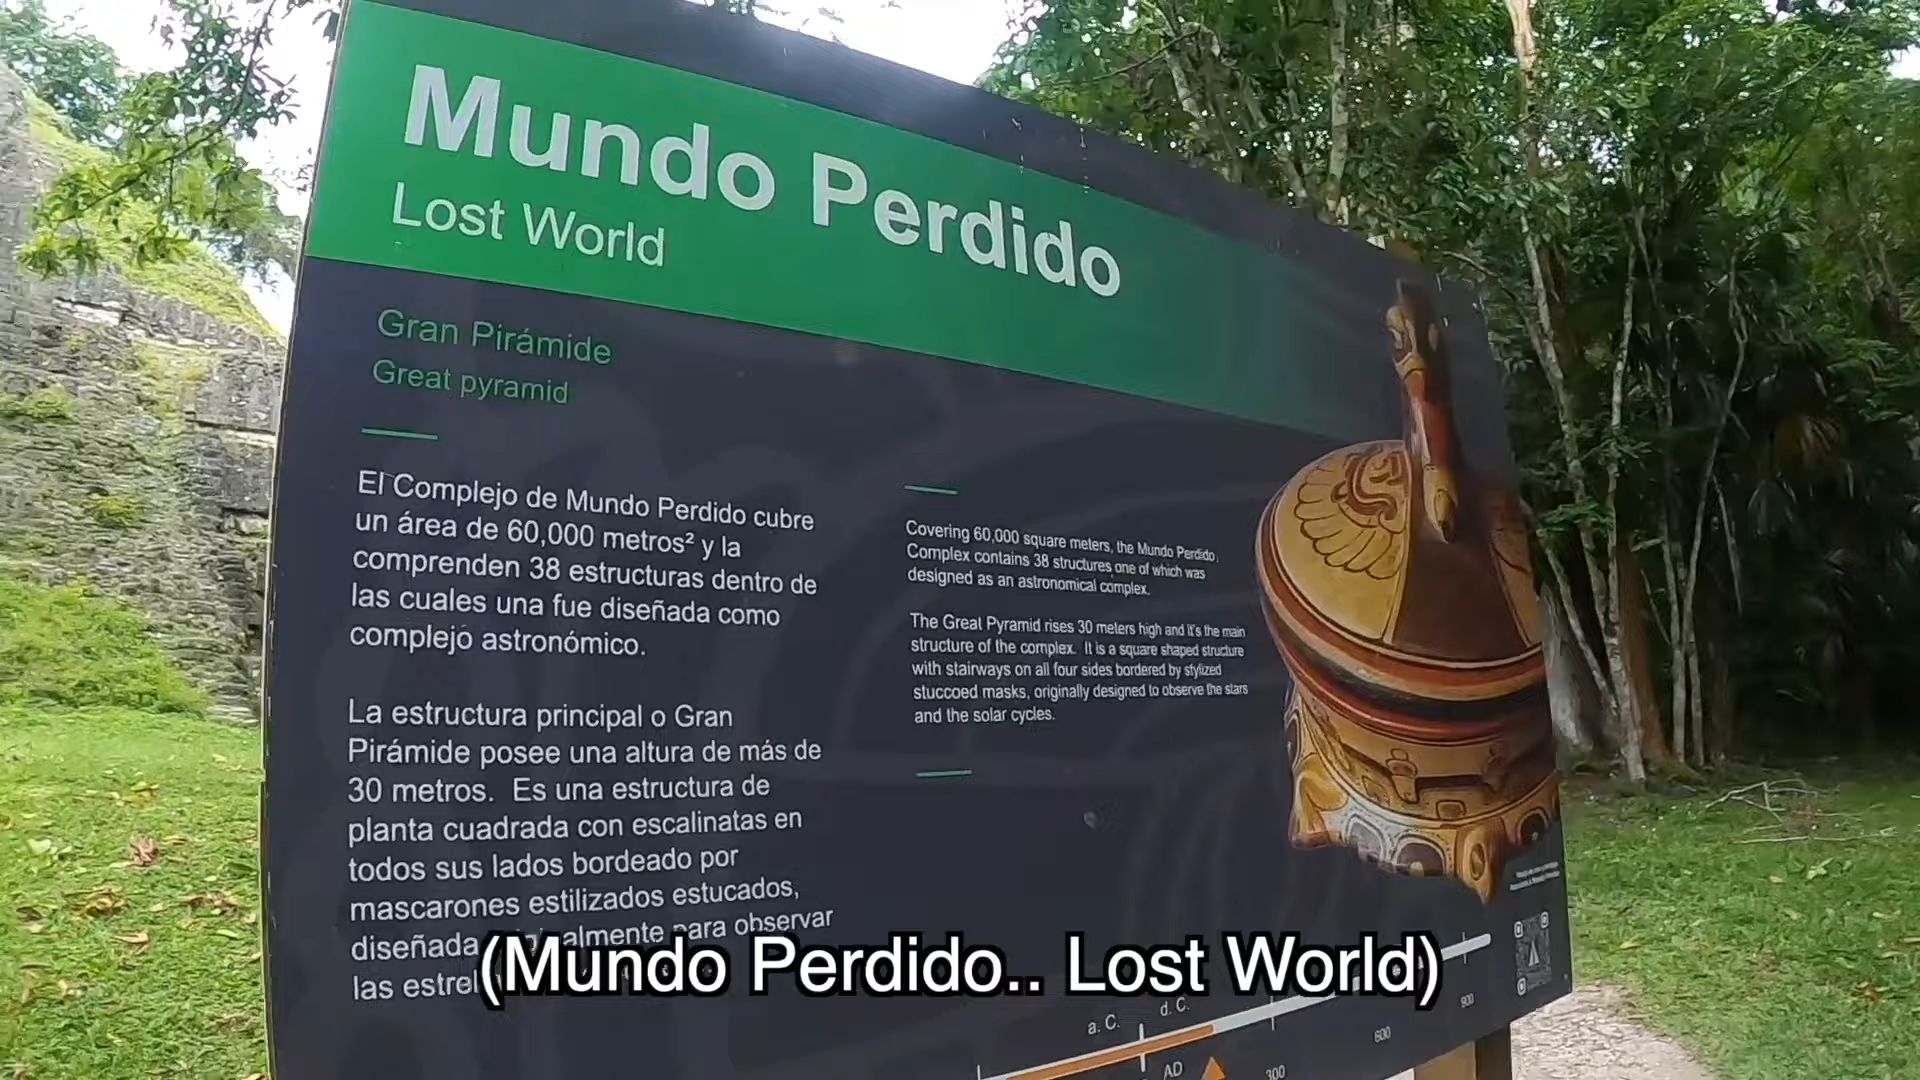 Mundo Perdido
Lost World
Gran Pirámide
Great pyramid
El Complejo de Mundo Perdido cubre
un área de 60,000 metros² y la
comprenden 38 estructuras dentro de
las cuales una fue diseñada como
complejo astronómico.
La estructura principal o Gran
Pirámide posee una altura de más de
30 metros. Es una estructura de
planta cuadrada con escalinatas en
todos sus lados bordeado por
mascarones estilizados estucados,
diseñada para observar
las
Covering 60,000 square meters, the Mundo Perdido
Complex contains 38 structures one of which was
designed as an astronomical complex.
The Great Pyramid rises 30 meters high and it's the main
structure of the complex. It is a square shaped structure
with stairways on all four sides bordered by stylized
stuccoed masks, originally designed to observe the stars
and the solar cycles.
(Mundo Perdido.. Lost World)
a. C. d. C.
AD 300 600 900